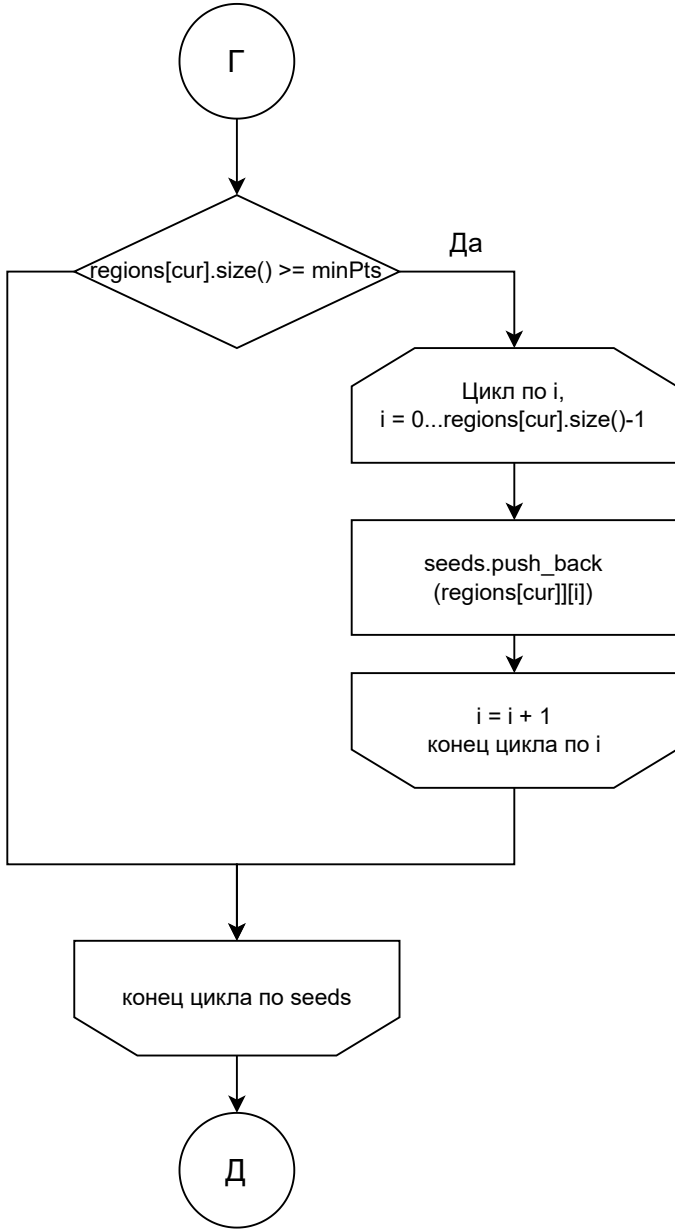 Г
regions[cur].size() >= minPts
Да
Цикл по i,
i = 0...regions[cur].size()-1
seeds.push_back
(regions[cur]][i])
i = i + 1
конец цикла по i
конец цикла по seeds
Д